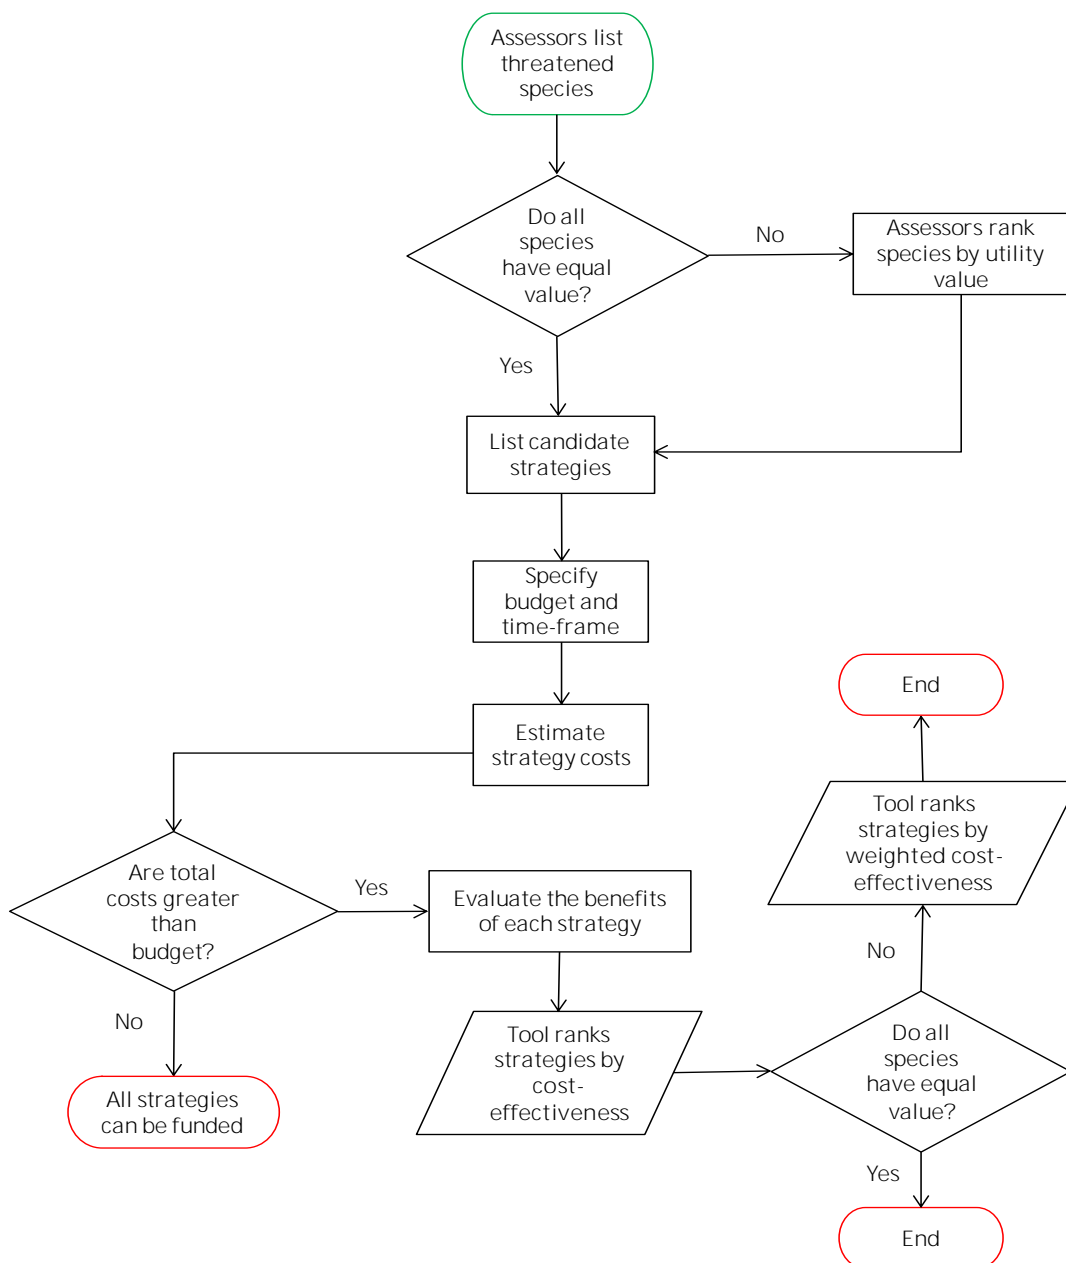 Assessors list
threatened
species
Do all
species
have equal
value?
No
Assessors rank
species by utility
value
Yes
List candidate
strategies
Specify
budget and
time-frame
Estimate
strategy costs
End
Tool ranks
strategies by
weighted cost-
effectiveness
Are total
costs greater
than
budget?
Yes
Evaluate the benefits
of each strategy
No
No
Tool ranks
strategies by
cost-
effectiveness
Do all
species
have equal
value?
All strategies
can be funded
Yes
End